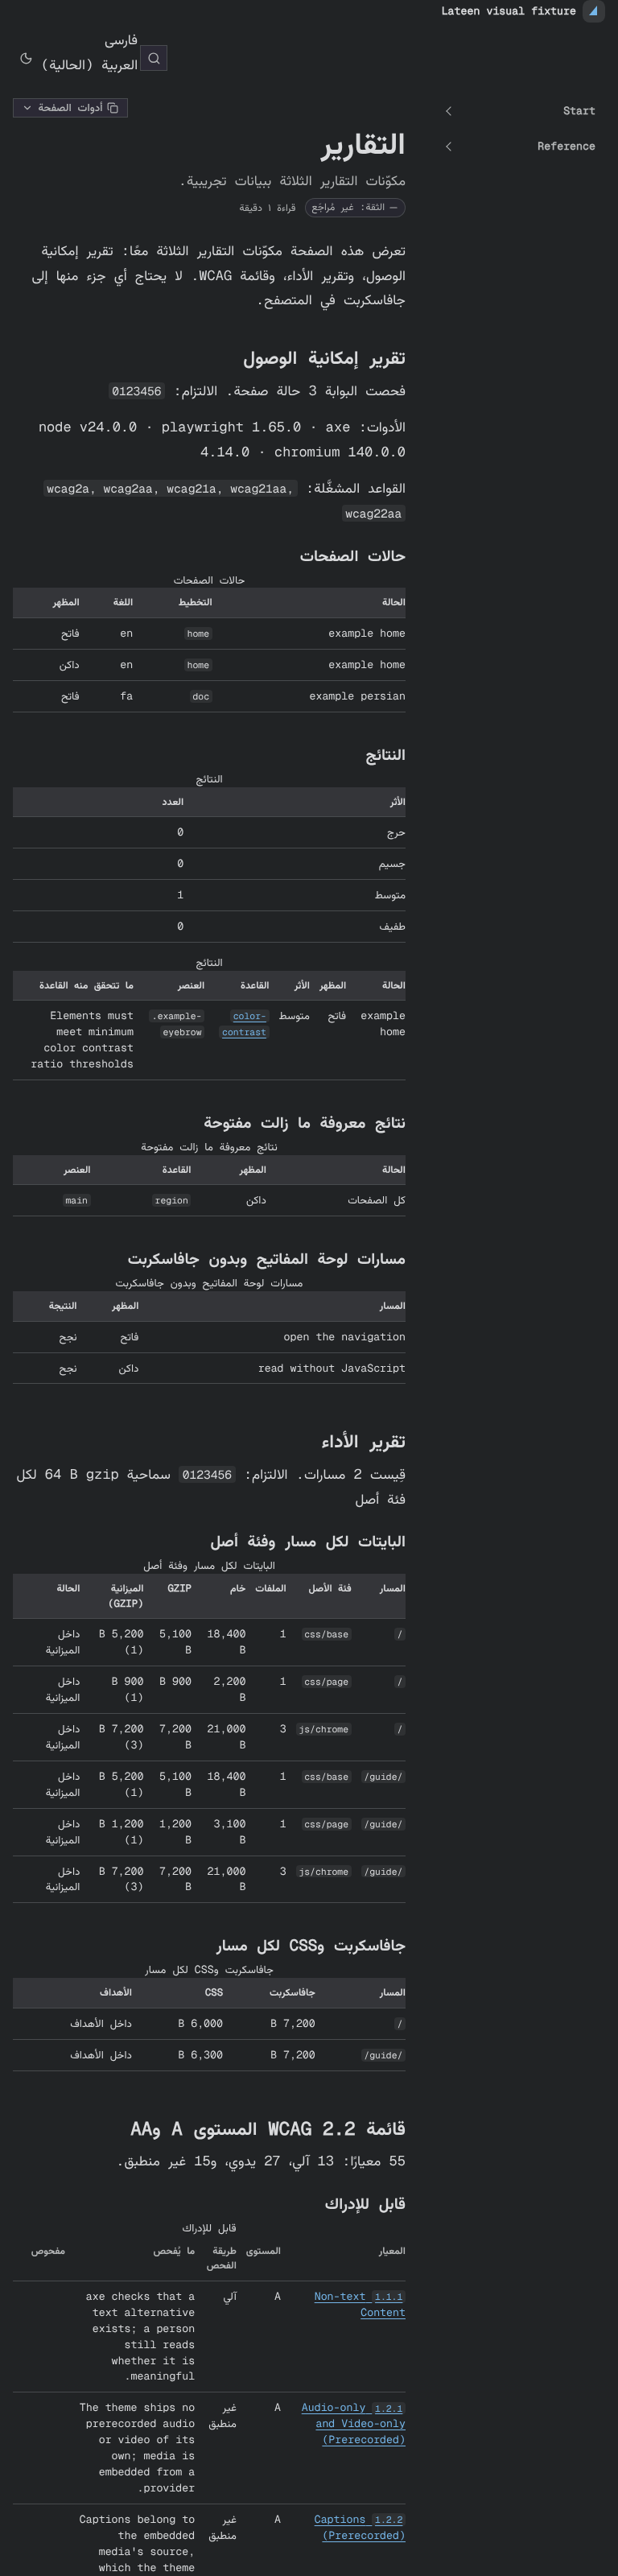 Lateen visual fixture
فارسی
العربية (الحالية)
Start
Reference
أدوات الصفحة
التقارير
مكوّنات التقارير الثلاثة ببيانات تجريبية.
— الثقة: غير مُراجَع
قراءة ١ دقيقة
تعرض هذه الصفحة مكوّنات التقارير الثلاثة معًا: تقرير إمكانية
الوصول، وتقرير الأداء، وقائمة WCAG. لا يحتاج أي جزء منها إلى
جافاسكربت في المتصفح.
تقرير إمكانية الوصول
فحصت البوابة 3 حالة صفحة. الالتزام: 0123456
الأدوات: node v24.0.0 · playwright 1.65.0 · axe
4.14.0 · chromium 140.0.0
القواعد المشغَّلة: wcag2a, wcag2aa, wcag21a, wcag21aa,
wcag22aa
حالات الصفحات
حالات الصفحات
الحالة التخطيط اللغة المظهر
example home home en فاتح
example home home en داكن
example persian doc fa فاتح
النتائج
النتائج
الأثر العدد
حرج 0
جسيم 0
متوسط 1
طفيف 0
النتائج
الحالة المظهر الأثر القاعدة العنصر ما تتحقق منه القاعدة
example فاتح متوسط color- .example- Elements must
home contrast eyebrow meet minimum
color contrast
ratio thresholds
نتائج معروفة ما زالت مفتوحة
نتائج معروفة ما زالت مفتوحة
الحالة المظهر القاعدة العنصر
كل الصفحات داكن region main
مسارات لوحة المفاتيح وبدون جافاسكربت
مسارات لوحة المفاتيح وبدون جافاسكربت
المسار المظهر النتيجة
open the navigation فاتح نجح
read without JavaScript داكن نجح
تقرير الأداء
قِيست 2 مسارات. الالتزام: 0123456 سماحية 64 B gzip لكل
فئة أصل
البايتات لكل مسار وفئة أصل
البايتات لكل مسار وفئة أصل
المسار فئة الأصل الملفات خام GZIP الميزانية الحالة
(GZIP)
/ css/base 1 18,400 5,100 5,200 B داخل
B B (1) الميزانية
/ css/page 1 2,200 900 B 900 B داخل
B (1) الميزانية
/ js/chrome 3 21,000 7,200 7,200 B داخل
B B (3) الميزانية
/guide/ css/base 1 18,400 5,100 5,200 B داخل
B B (1) الميزانية
/guide/ css/page 1 3,100 1,200 1,200 B داخل
B B (1) الميزانية
/guide/ js/chrome 3 21,000 7,200 7,200 B داخل
B B (3) الميزانية
جافاسكربت وCSS لكل مسار
جافاسكربت وCSS لكل مسار
المسار جافاسكربت CSS الأهداف
/ 7,200 B 6,000 B داخل الأهداف
/guide/ 7,200 B 6,300 B داخل الأهداف
قائمة WCAG 2.2 المستوى A وAA
55 معيارًا: 13 آلي، 27 يدوي، و15 غير منطبق.
قابل للإدراك
قابل للإدراك
المعيار المستوى طريقة ما يُفحص مفحوص
الفحص
1.1.1 Non-text A آلي axe checks that a
Content text alternative
exists; a person
still reads
whether it is
meaningful.
1.2.1 Audio-only A غير The theme ships no
and Video-only منطبق prerecorded audio
(Prerecorded) or video of its
own; media is
embedded from a
provider.
1.2.2 Captions A غير Captions belong to
(Prerecorded) منطبق the embedded
media's source,
which the theme